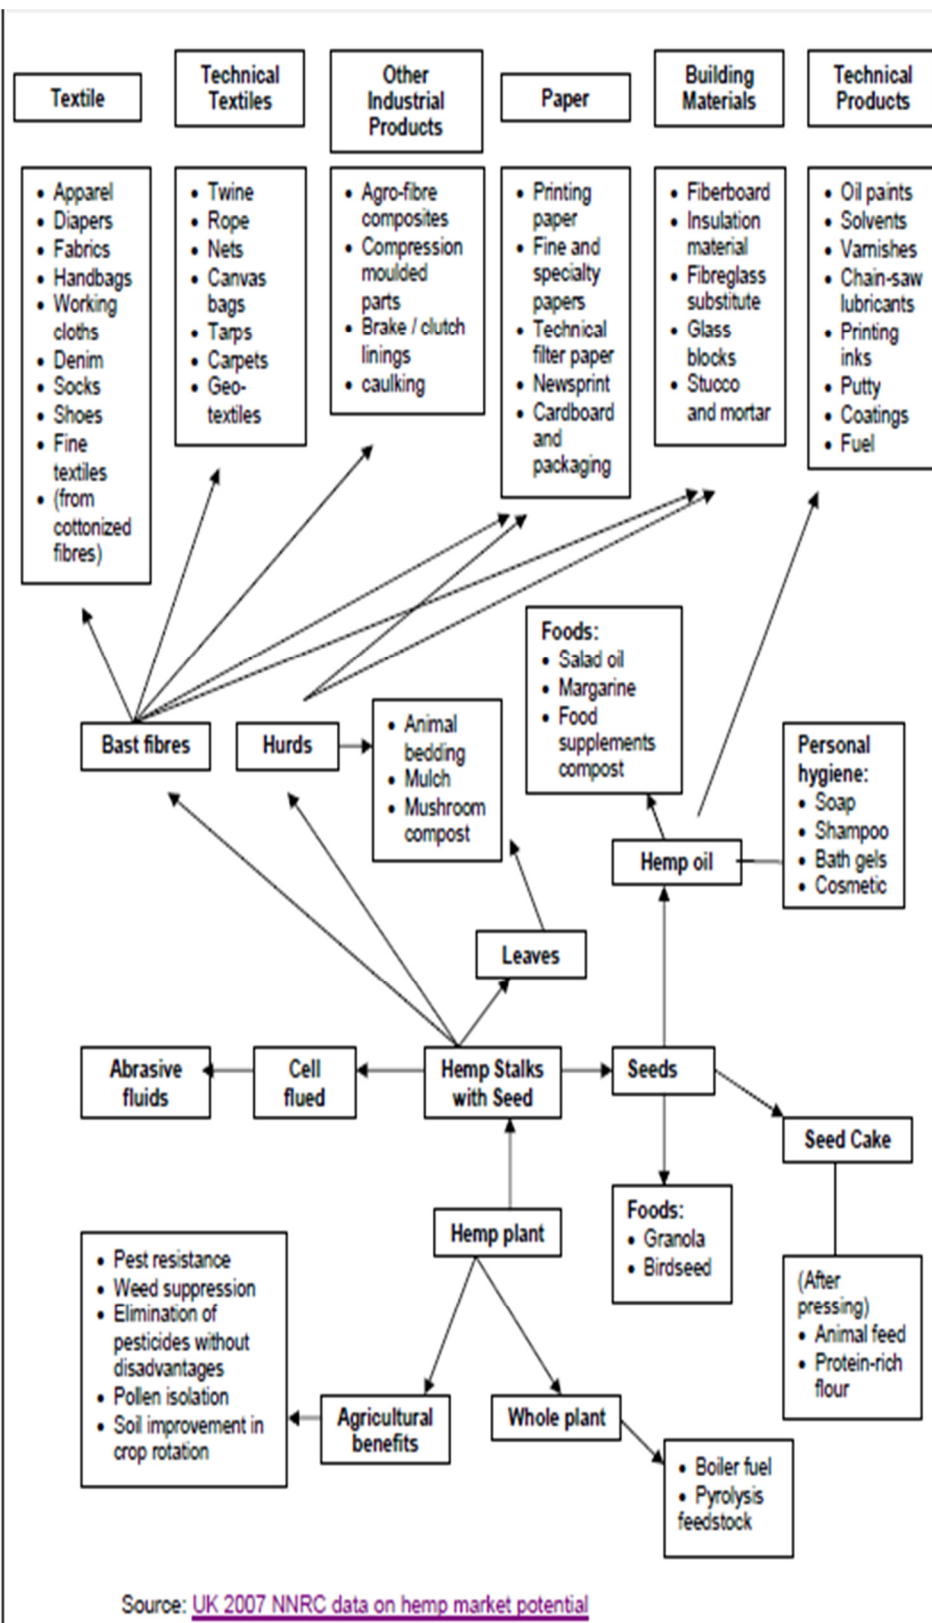 Textile
Technical
Textiles
Other
Industrial
Products
Paper
Building
Materials
Technical
Products
• Apparel
• Diapers
• Fabrics
• Handbags
• Working
cloths
• Denim
• Socks
• Shoes
• Fine
textiles
• (from
cottonized
fibres)
• Twine
• Rope
• Nets
• Canvas
bags
• Tarps
• Carpets
• Geo-
textiles
• Agro-fibre
composites
• Compression
moulded
parts
• Brake / clutch
linings
• caulking
• Printing
paper
• Fine and
specialty
papers
• Technical
filter paper
• Newsprint
• Cardboard
and
packaging
• Fiberboard
• Insulation
material
• Fibreglass
substitute
• Glass
blocks
• Stucco
and mortar
• Oil paints
• Solvents
• Varnishes
• Chain-saw
lubricants
• Printing
inks
• Putty
• Coatings
• Fuel
Foods:
• Salad oil
• Margarine
• Food
supplements
compost
Bast fibres
Hurds
• Animal
bedding
• Mulch
• Mushroom
compost
Personal
hygiene:
• Soap
• Shampoo
• Bath gels
• Cosmetic
Hemp oil
Leaves
Abrasive
fluids
Cell
flued
Hemp Stalks
with Seed
Seeds
Seed Cake
Foods:
• Granola
• Birdseed
Hemp plant
• Pest resistance
• Weed suppression
• Elimination of
pesticides without
disadvantages
• Pollen isolation
• Soil improvement in
crop rotation
(After
pressing)
• Animal feed
• Protein-rich
flour
Agricultural
benefits
Whole plant
• Boiler fuel
• Pyrolysis
feedstock
Source: UK 2007 NNRC data on hemp market potential